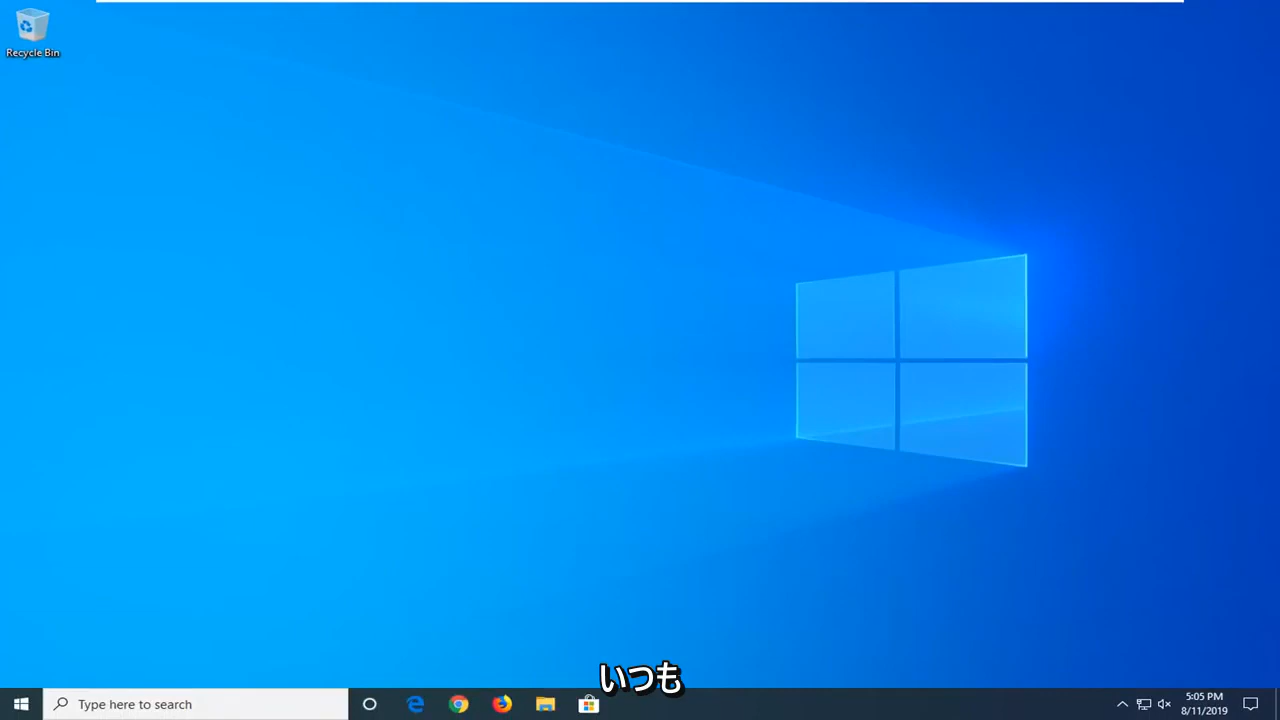 Recycle Bin
いつも
Type here to search
5:05 PM
8/11/2019